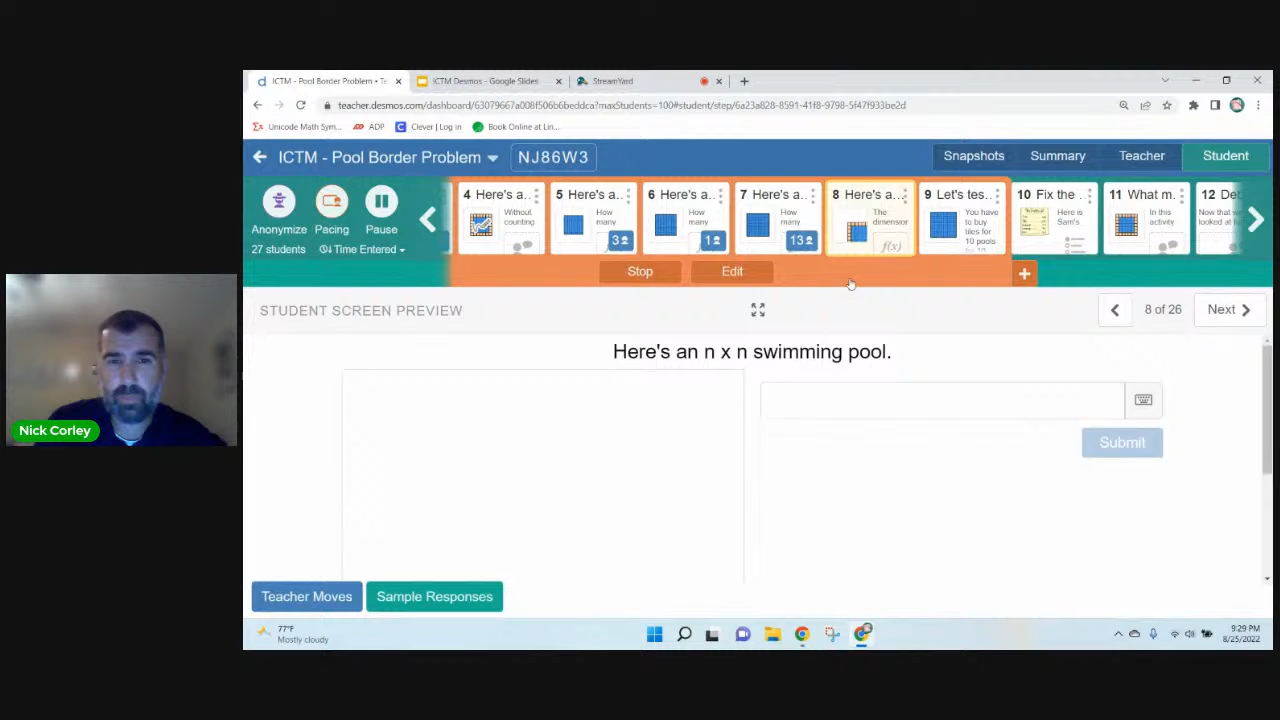 ICTM - Pool Border Problem • Te
ICTM Desmos - Google Slides
StreamYard
teacher.desmos.com/dashboard/63079667a008f506b6beddca?maxStudents=100#student/step/6a23a828-8591-41f8-9798-5f47f933be2d
Unicode Math Sym...
ADP
Clever | Log in
Book Online at Lin...
ICTM - Pool Border Problem
NJ86W3
Snapshots
Summary
Teacher
Student
Anonymize
Pacing
Pause
27 students
Time Entered
4 Here's a..
Without
counting
5 Here's a..
How
many
3
6 Here's a..
How
many
1
7 Here's a..
How
many
13
8 Here's a...
The
dimensior
f(x)
9 Let's tes..
You have
to buy
tiles for
10 pools
10 Fix the
Here is
Sam's
11 What m..
In this
activity
12 Det
Now that w
looked at f
Stop
Edit
+
STUDENT SCREEN PREVIEW
8 of 26
Next
Here's an n x n swimming pool.
Submit
Nick Corley
Teacher Moves
Sample Responses
77°F
Mostly cloudy
9:29 PM
8/25/2022